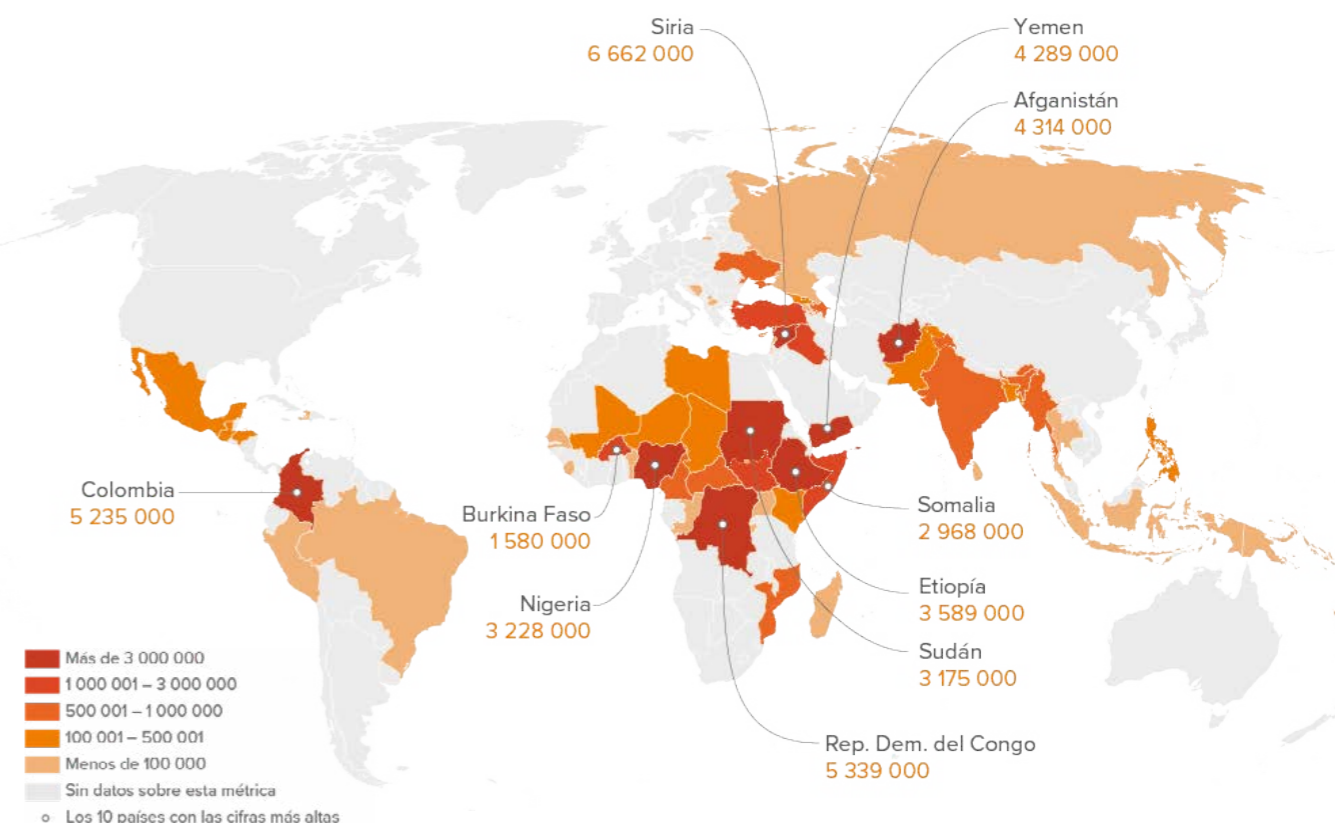 Siria
6 662 000
Yemen
4 289 000
Afganistán
4 314 000
Colombia
5 235 000
Burkina Faso
1 580 000
Nigeria
3 228 000
Somalia
2 968 000
Etiopía
3 589 000
Sudán
3 175 000
Rep. Dem. del Congo
5 339 000
Más de 3 000 000
1 000 001 – 3 000 000
500 001 – 1 000 000
100 001 – 500 001
Menos de 100 000
Sin datos sobre esta métrica
Los 10 países con las cifras más altas